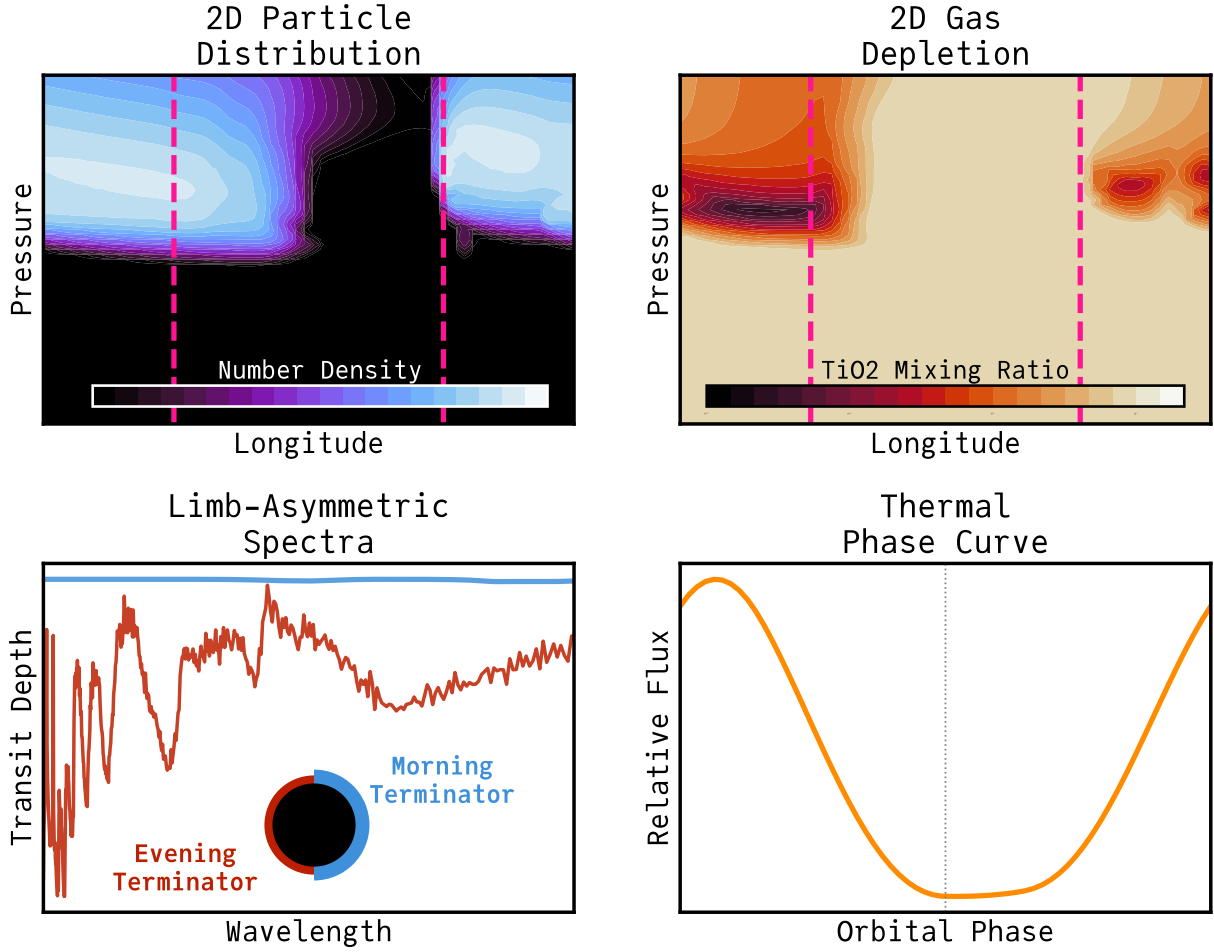 2D Particle
Distribution
Pressure
Number Density
Longitude
2D Gas
Depletion
Pressure
TiO2 Mixing Ratio
Longitude
Limb-Asymmetric
Spectra
Transit Depth
Morning
Terminator
Evening
Terminator
Wavelength
Thermal
Phase Curve
Relative Flux
Orbital Phase